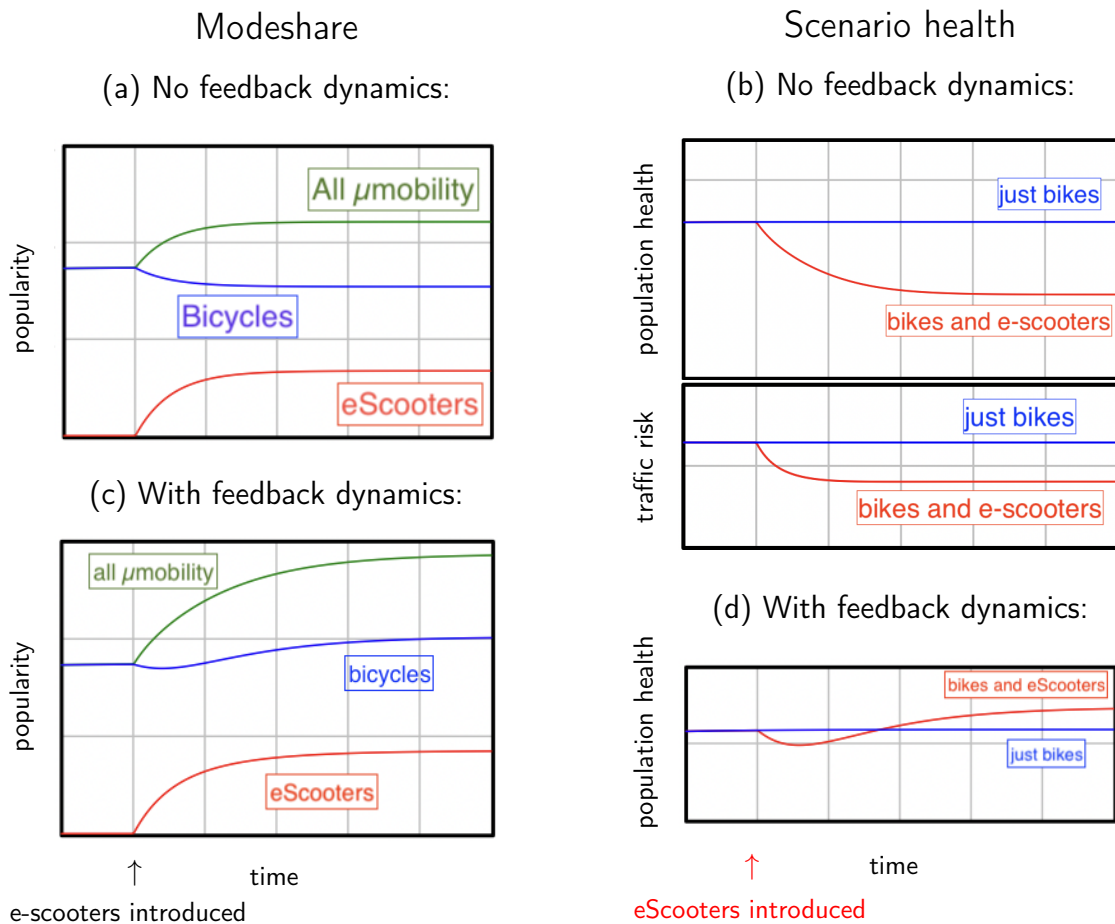 Modeshare
(a) No feedback dynamics:
popularity
All µmobility
Bicycles
eScooters
(c) With feedback dynamics:
popularity
all µmobility
bicycles
eScooters
↑
time
e-scooters introduced
Scenario health
(b) No feedback dynamics:
population health
just bikes
bikes and e-scooters
traffic risk
just bikes
bikes and e-scooters
(d) With feedback dynamics:
population health
bikes and eScooters
just bikes
↑
time
eScooters introduced